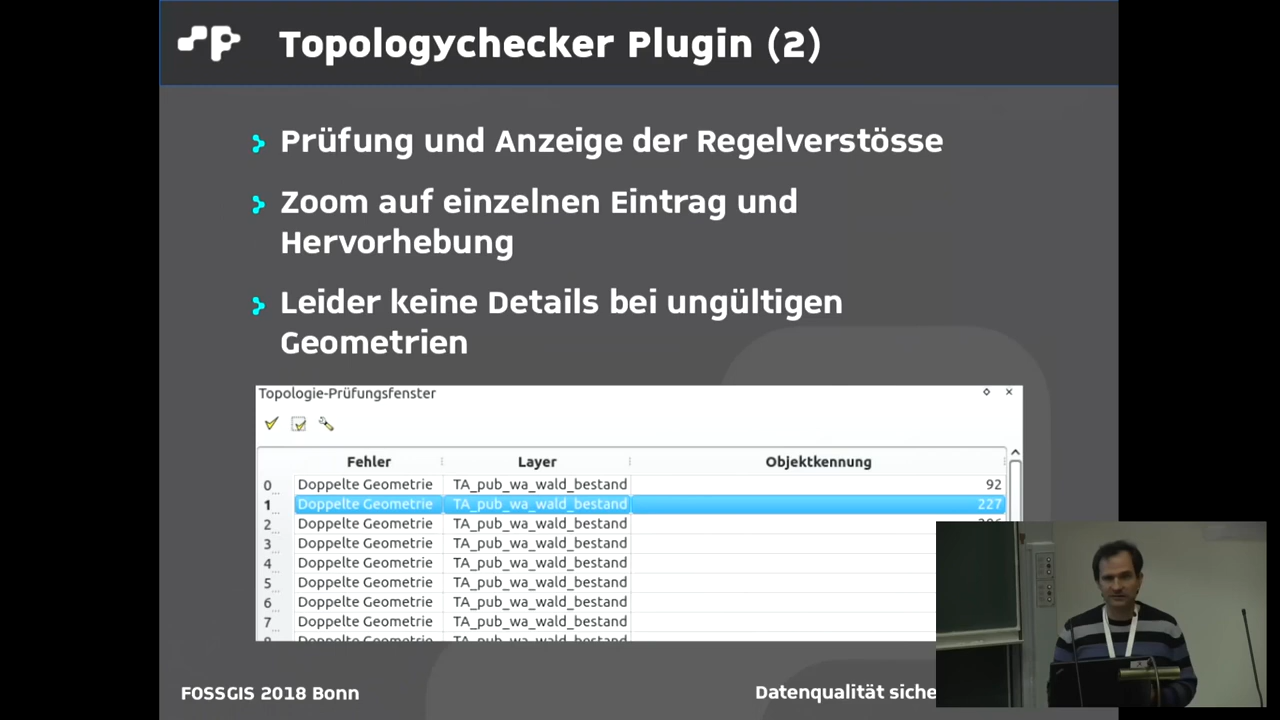 Topologychecker Plugin (2)
Prüfung und Anzeige der Regelverstösse
Zoom auf einzelnen Eintrag und
Hervorhebung
Leider keine Details bei ungültigen
Geometrien
Topologie-Prüfungsfenster
Fehler Layer Objektkennung
0 Doppelte Geometrie TA_pub_wa_wald_bestand 92
1 Doppelte Geometrie TA_pub_wa_wald_bestand 227
2 Doppelte Geometrie TA_pub_wa_wald_bestand
3 Doppelte Geometrie TA_pub_wa_wald_bestand
4 Doppelte Geometrie TA_pub_wa_wald_bestand
5 Doppelte Geometrie TA_pub_wa_wald_bestand
6 Doppelte Geometrie TA_pub_wa_wald_bestand
7 Doppelte Geometrie TA_pub_wa_wald_bestand
Doppelte Geometrie TA_pub_wa_wald_bestand
FOSSGIS 2018 Bonn
Datenqualität siche